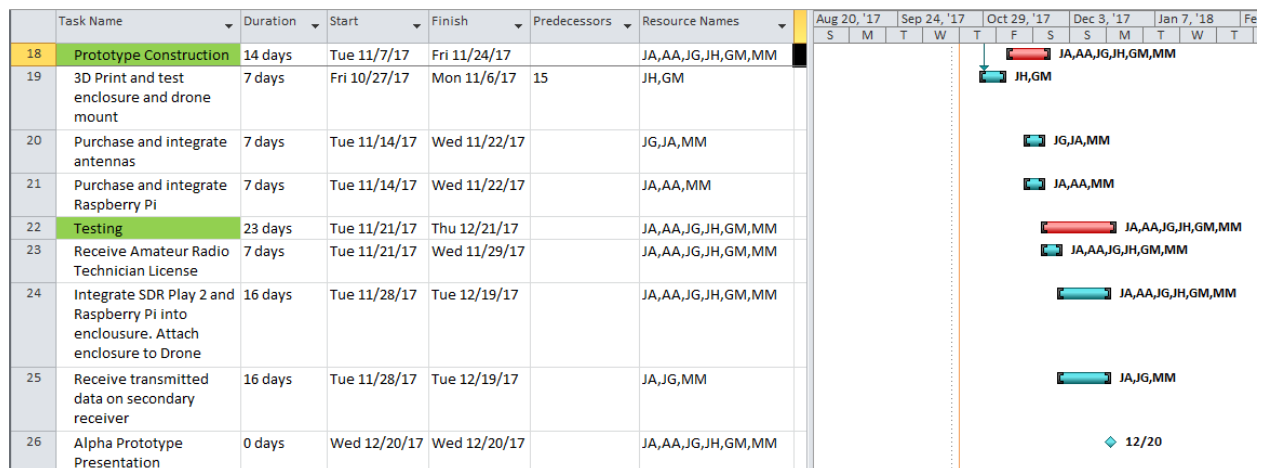 Task Name Duration Start Finish Predecessors Resource Names Aug 20, '17 Sep 24, '17 Oct 29, '17 Dec 3, '17 Jan 7, '18 Fe
S M T W T F S S M T W T
18 Prototype Construction 14 days Tue 11/7/17 Fri 11/24/17 JA,AA,JG,JH,GM,MM JA,AA,JG,JH,GM,MM
19 3D Print and test 7 days Fri 10/27/17 Mon 11/6/17 15 JH,GM JH,GM
enclosure and drone
mount
20 Purchase and integrate 7 days Tue 11/14/17 Wed 11/22/17 JG,JA,MM JG,JA,MM
antennas
21 Purchase and integrate 7 days Tue 11/14/17 Wed 11/22/17 JA,AA,MM JA,AA,MM
Raspberry Pi
22 Testing 23 days Tue 11/21/17 Thu 12/21/17 JA,AA,JG,JH,GM,MM JA,AA,JG,JH,GM,MM
23 Receive Amateur Radio 7 days Tue 11/21/17 Wed 11/29/17 JA,AA,JG,JH,GM,MM JA,AA,JG,JH,GM,MM
Technician License
24 Integrate SDR Play 2 and 16 days Tue 11/28/17 Tue 12/19/17 JA,AA,JG,JH,GM,MM JA,AA,JG,JH,GM,MM
Raspberry Pi into
enclousure. Attach
enclosure to Drone
25 Receive transmitted 16 days Tue 11/28/17 Tue 12/19/17 JA,JG,MM JA,JG,MM
data on secondary
receiver
26 Alpha Prototype 0 days Wed 12/20/17 Wed 12/20/17 JA,AA,JG,JH,GM,MM 12/20
Presentation